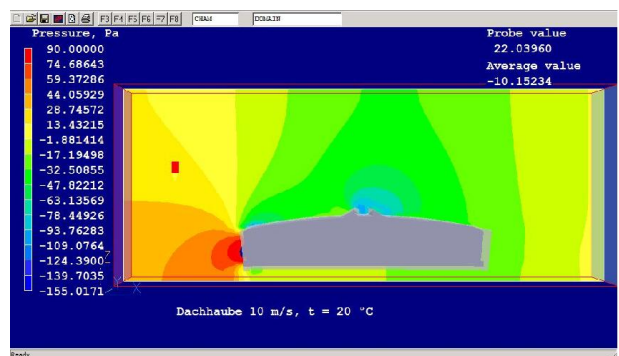 F3 F4 F5 F6 F7 F8 CHAM DOMAIN
Pressure, Pa
90.00000
74.68643
59.37286
44.05929
28.74572
13.43215
-1.881414
-17.19498
-32.50855
-47.82212
-63.13569
-78.44926
-93.76283
-109.0764
-124.3900
-139.7035
-155.0171
Probe value
22.03960
Average value
-10.15234
Z
Y X
Dachhaube 10 m/s, t = 20 °C
Ready